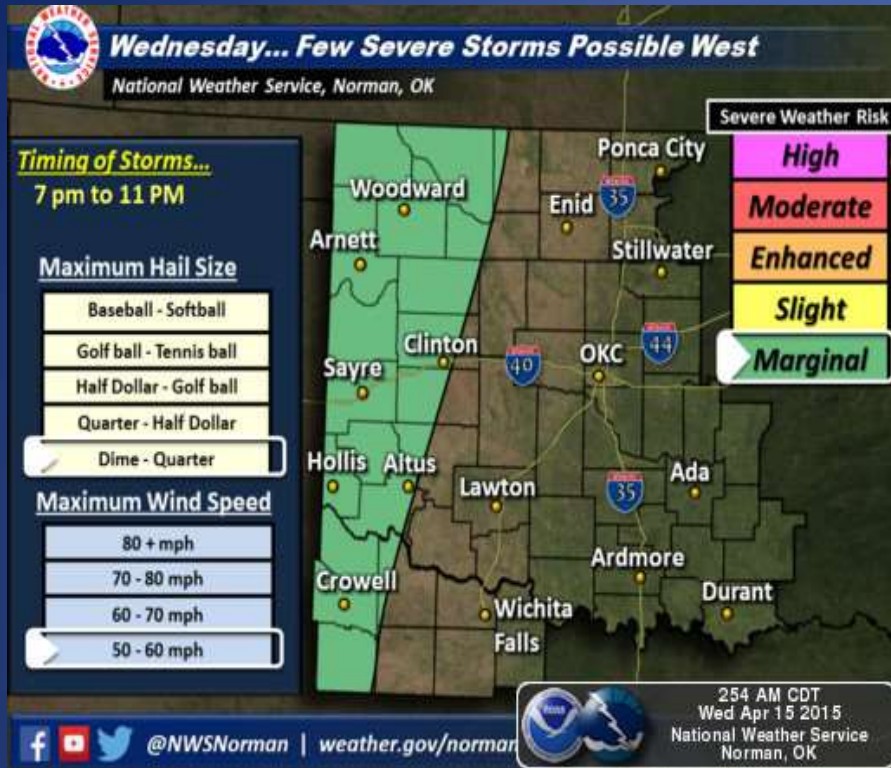 Wednesday... Few Severe Storms Possible West
National Weather Service, Norman, OK
NATIONAL WEATHER SERVICE
Timing of Storms...
7 pm to 11 PM
Maximum Hail Size
Baseball - Softball
Golf ball - Tennis ball
Half Dollar - Golf ball
Quarter - Half Dollar
Dime - Quarter
Maximum Wind Speed
80 + mph
70 - 80 mph
60 - 70 mph
50 - 60 mph
Severe Weather Risk
High
Moderate
Enhanced
Slight
Marginal
Ponca City
Woodward
35
Enid
Arnett
Stillwater
Clinton
44
OKC
40
Sayre
Hollis
Altus
Lawton
35
Ada
Ardmore
Crowell
Durant
Wichita
Falls
@NWSNorman | weather.gov/norman
254 AM CDT
Wed Apr 15 2015
National Weather Service
Norman, OK